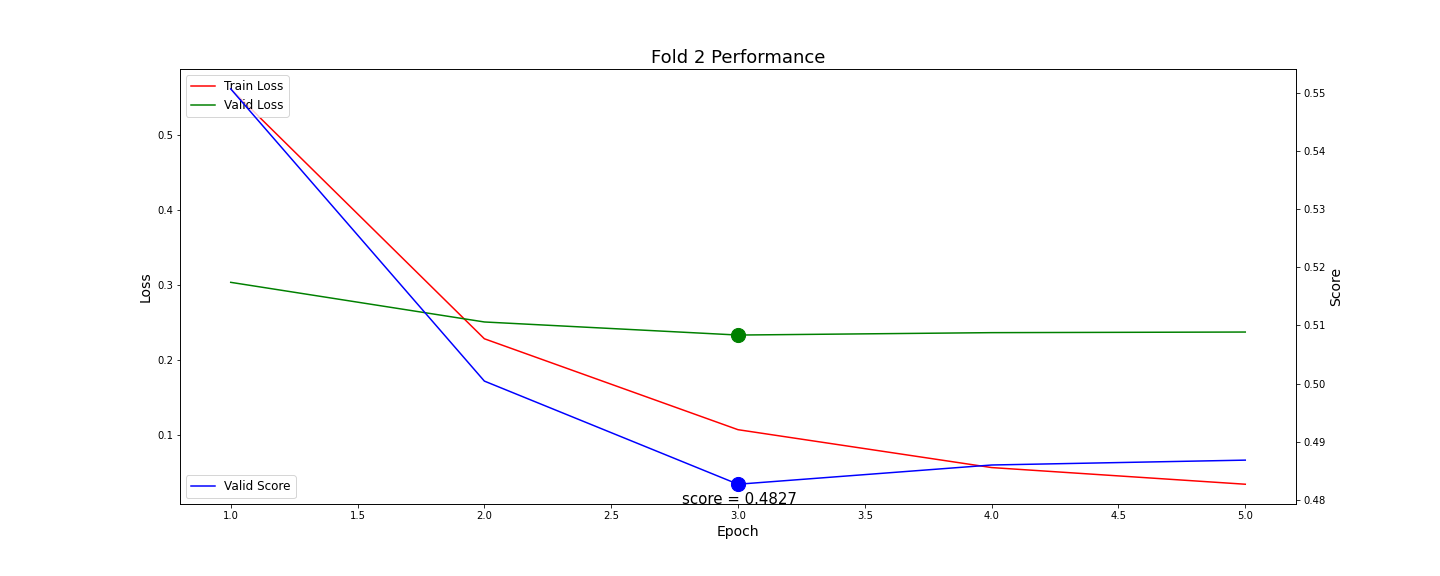 Fold 2 Performance
Train Loss
Valid Loss
Valid Score
0.5
0.4
0.3
0.2
0.1
Loss
0.55
0.54
0.53
0.52
0.51
0.50
0.49
0.48
Score
score = 0.4827
1.0 1.5 2.0 2.5 3.0 3.5 4.0 4.5 5.0
Epoch